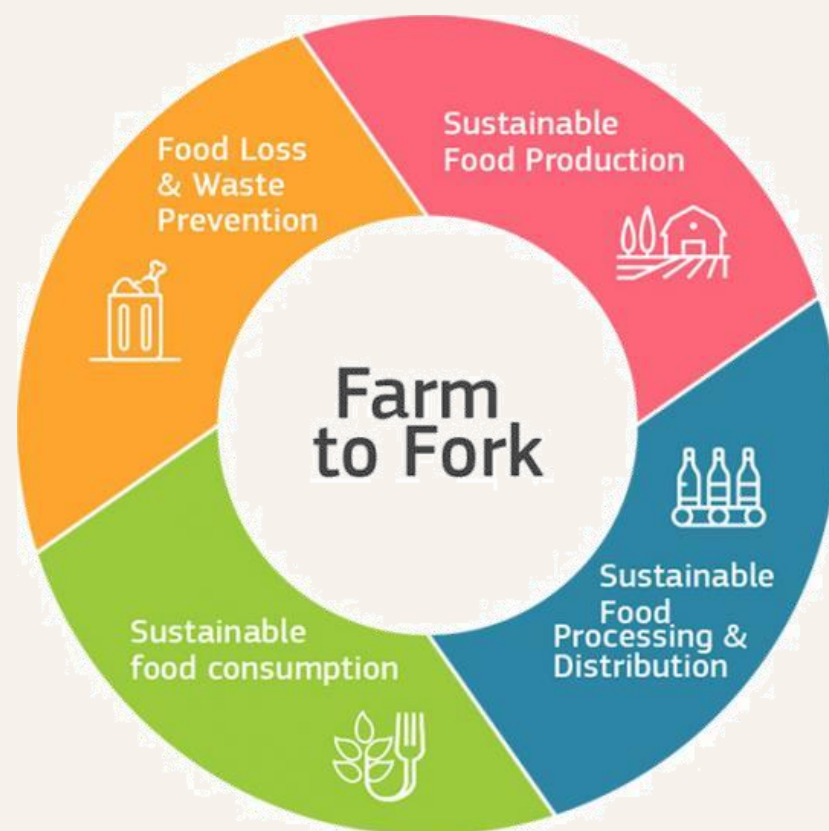 Farm
to Fork
Sustainable
Food Production
Sustainable
Food
Processing &
Distribution
Sustainable
food consumption
Food Loss
& Waste
Prevention